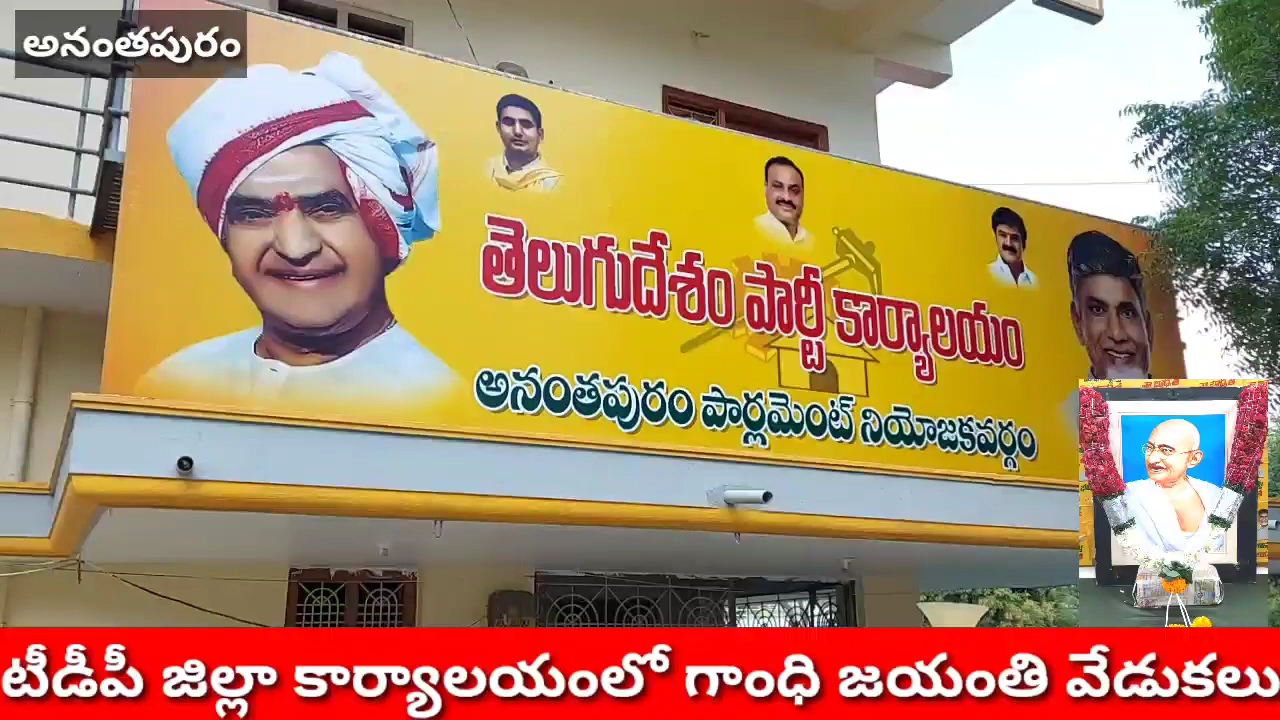 అనంతపురం
తెలుగుదేశం పార్టీ కార్యాలయం
అనంతపురం పార్లమెంట్ నియోజకవర్గం
టీడీపీ జిల్లా కార్యాలయంలో గాంధి జయంతి వేడుకలు